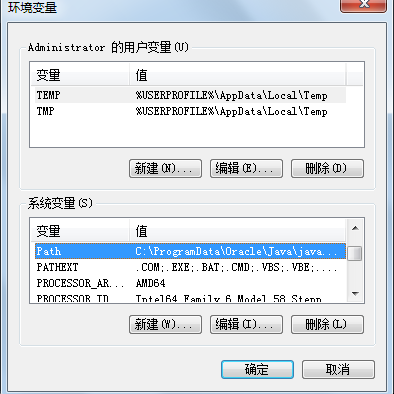 环境变量
Administrator 的用户变量(U)
变量 值
TEMP %USERPROFILE%\AppData\Local\Temp
TMP %USERPROFILE%\AppData\Local\Temp
新建(N)... 编辑(E)... 删除(D)
系统变量(S)
变量 值
Path C:\ProgramData\Oracle\Java\java...
PATHEXT .COM;.EXE;.BAT;.CMD;.VBS;.VBE;....
PROCESSOR_AR... AMD64
PROCESSOR_ID Intel64 Family 6 Model 58 Stepp
新建(W)... 编辑(I)... 删除(L)
确定 取消